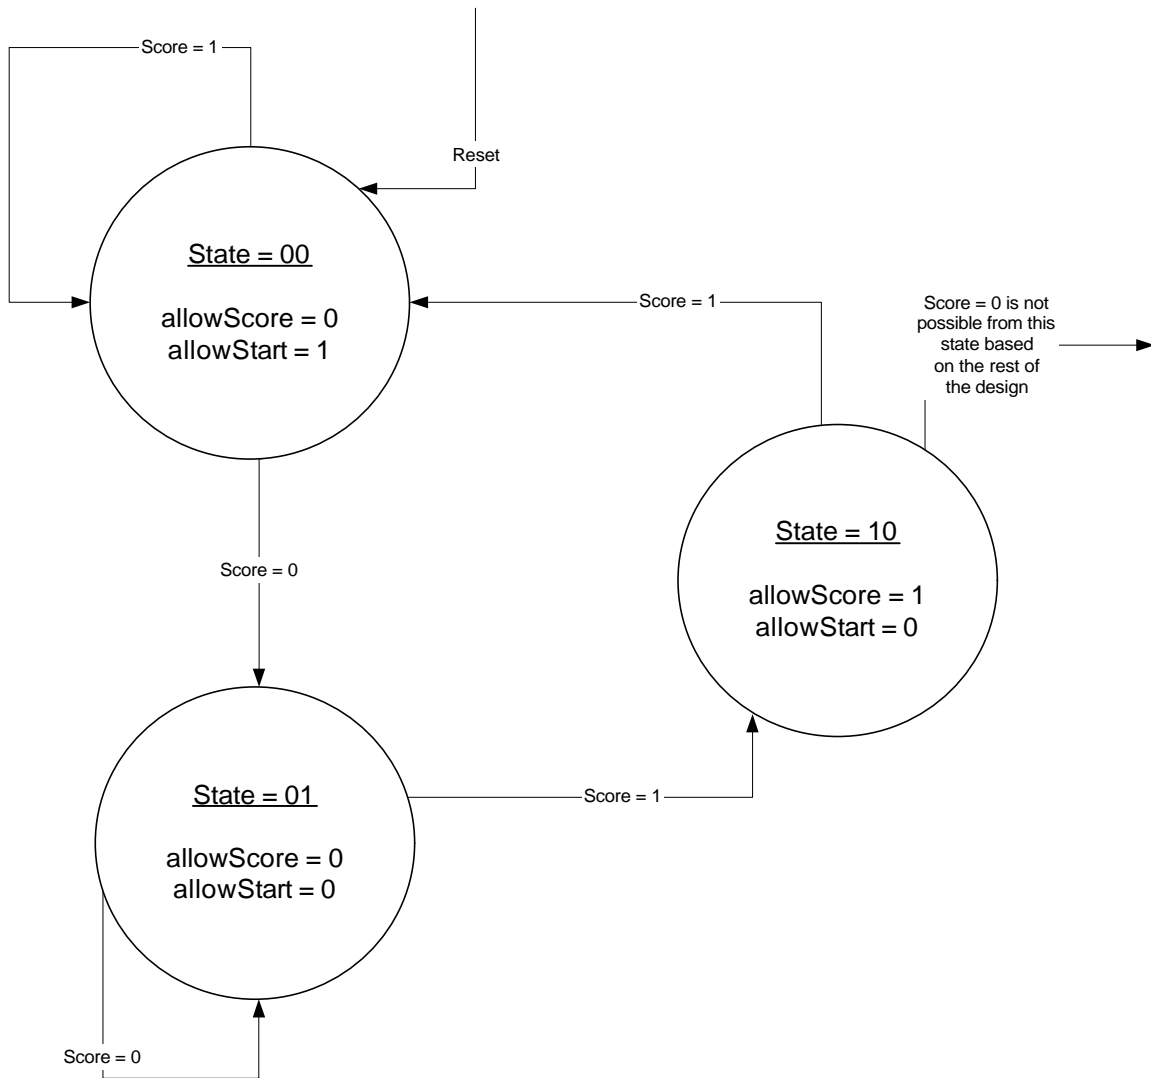 Score = 1
Reset
State = 00
allowScore = 0
allowStart = 1
Score = 1
Score = 0 is not
possible from this
state based
on the rest of
the design
State = 10
allowScore = 1
allowStart = 0
Score = 0
State = 01
allowScore = 0
allowStart = 0
Score = 1
Score = 0